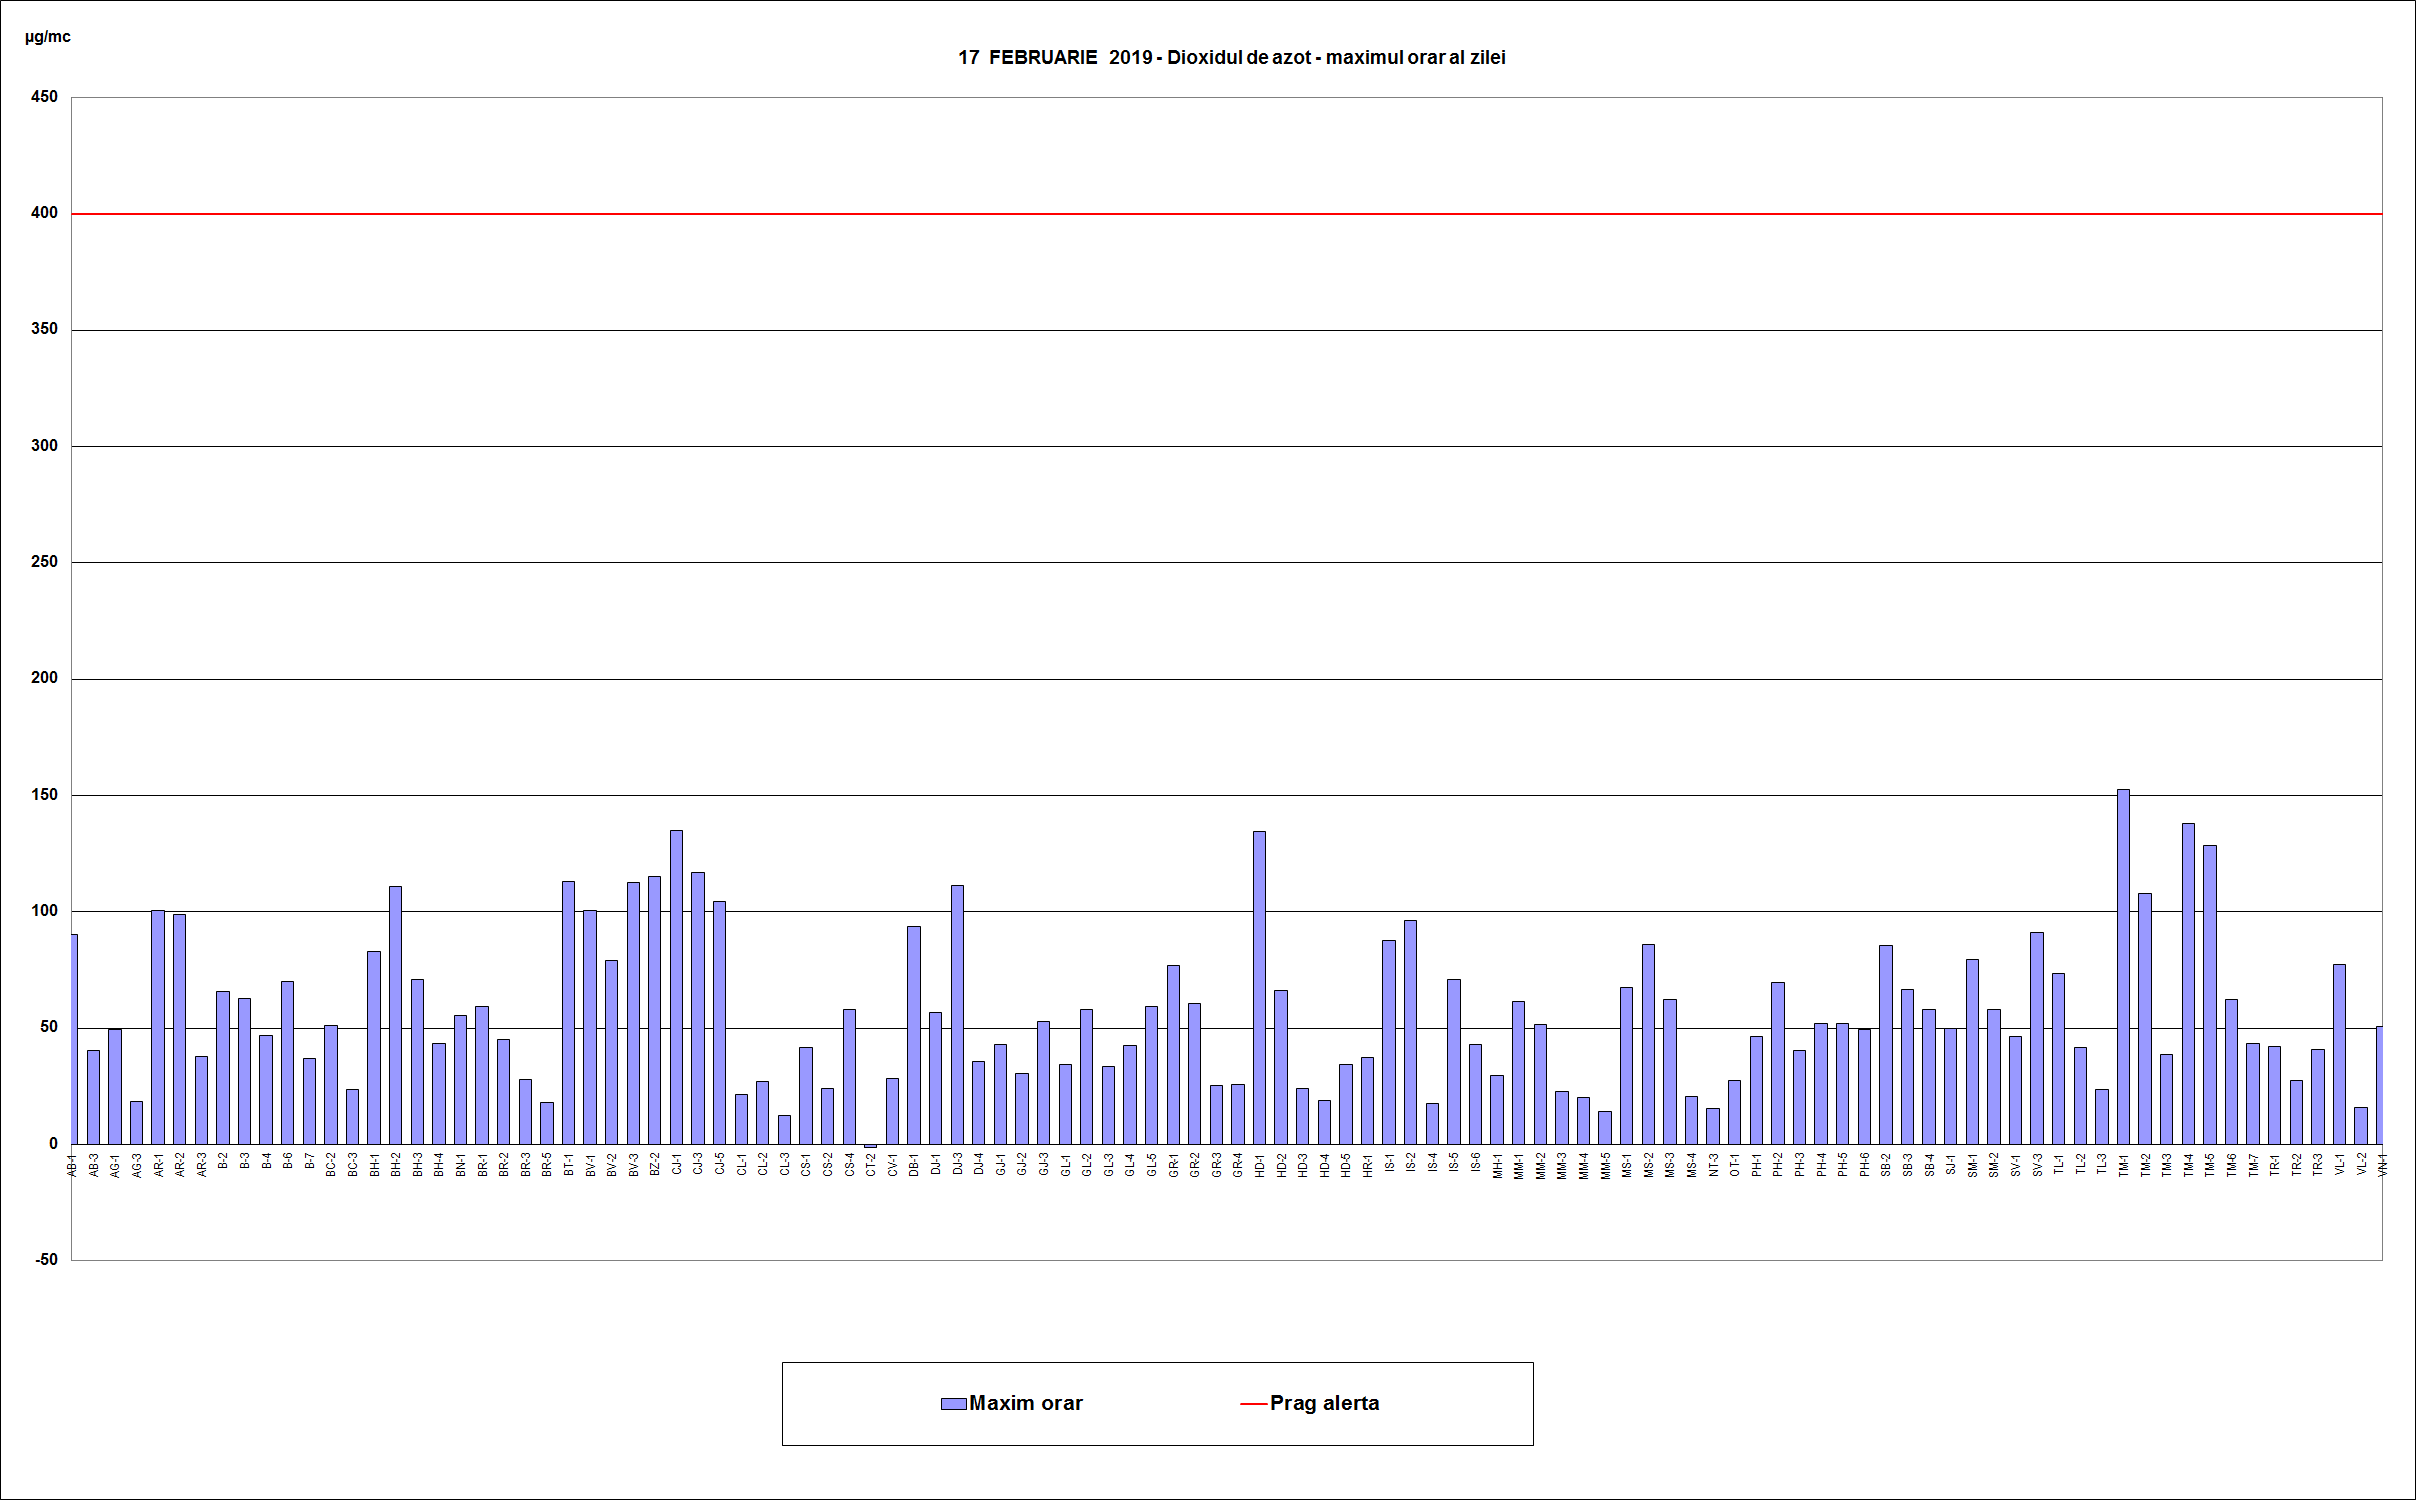 µg/mc
17 FEBRUARIE 2019 - Dioxidul de azot - maximul orar al zilei
450
400
350
300
250
200
150
100
50
0
-50
AB-1 AB-3 AG-1 AG-3 AR-1 AR-2 AR-3 B-2 B-3 B-4 B-6 B-7 BC-2 BC-3 BH-1 BH-2 BH-3 BH-4 BN-1 BR-1 BR-2 BR-3 BR-5 BT-1 BV-1 BV-2 BV-3 BZ-2 CJ-1 CJ-3 CJ-5 CL-1 CL-2 CL-3 CS-1 CS-2 CS-4 CT-2 CV-1 DB-1 DJ-1 DJ-3 DJ-4 GJ-1 GJ-2 GJ-3 GL-1 GL-2 GL-3 GL-4 GL-5 GR-1 GR-2 GR-3 GR-4 HD-1 HD-2 HD-3 HD-4 HD-5 HR-1 IS-1 IS-2 IS-4 IS-5 IS-6 MH-1 MM-1 MM-2 MM-3 MM-4 MM-5 MS-1 MS-2 MS-3 MS-4 NT-3 OT-1 PH-1 PH-2 PH-3 PH-4 PH-5 PH-6 SB-2 SB-3 SB-4 SJ-1 SM-1 SM-2 SV-1 SV-3 TL-1 TL-2 TL-3 TM-1 TM-2 TM-3 TM-4 TM-5 TM-6 TM-7 TR-1 TR-2 TR-3 VL-1 VL-2 VN-1
Maxim orar Prag alerta